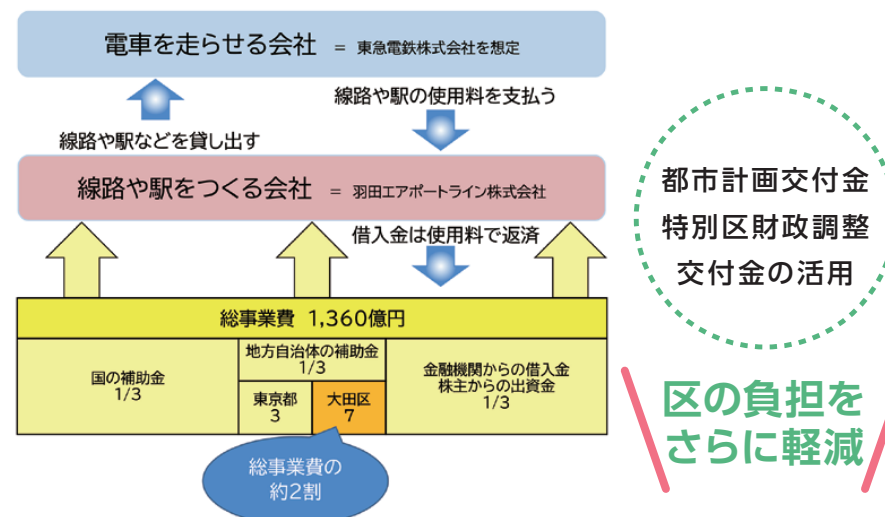 電車を走らせる会社 = 東急電鉄株式会社を想定
線路や駅の使用料を支払う
線路や駅などを貸し出す
線路や駅をつくる会社 = 羽田エアポートライン株式会社
借入金は使用料で返済
総事業費 1,360億円
国の補助金
1/3
地方自治体の補助金
1/3
東京都
3
大田区
7
金融機関からの借入金
株主からの出資金
1/3
総事業費の
約2割
都市計画交付金
特別区財政調整
交付金の活用
区の負担を
さらに軽減